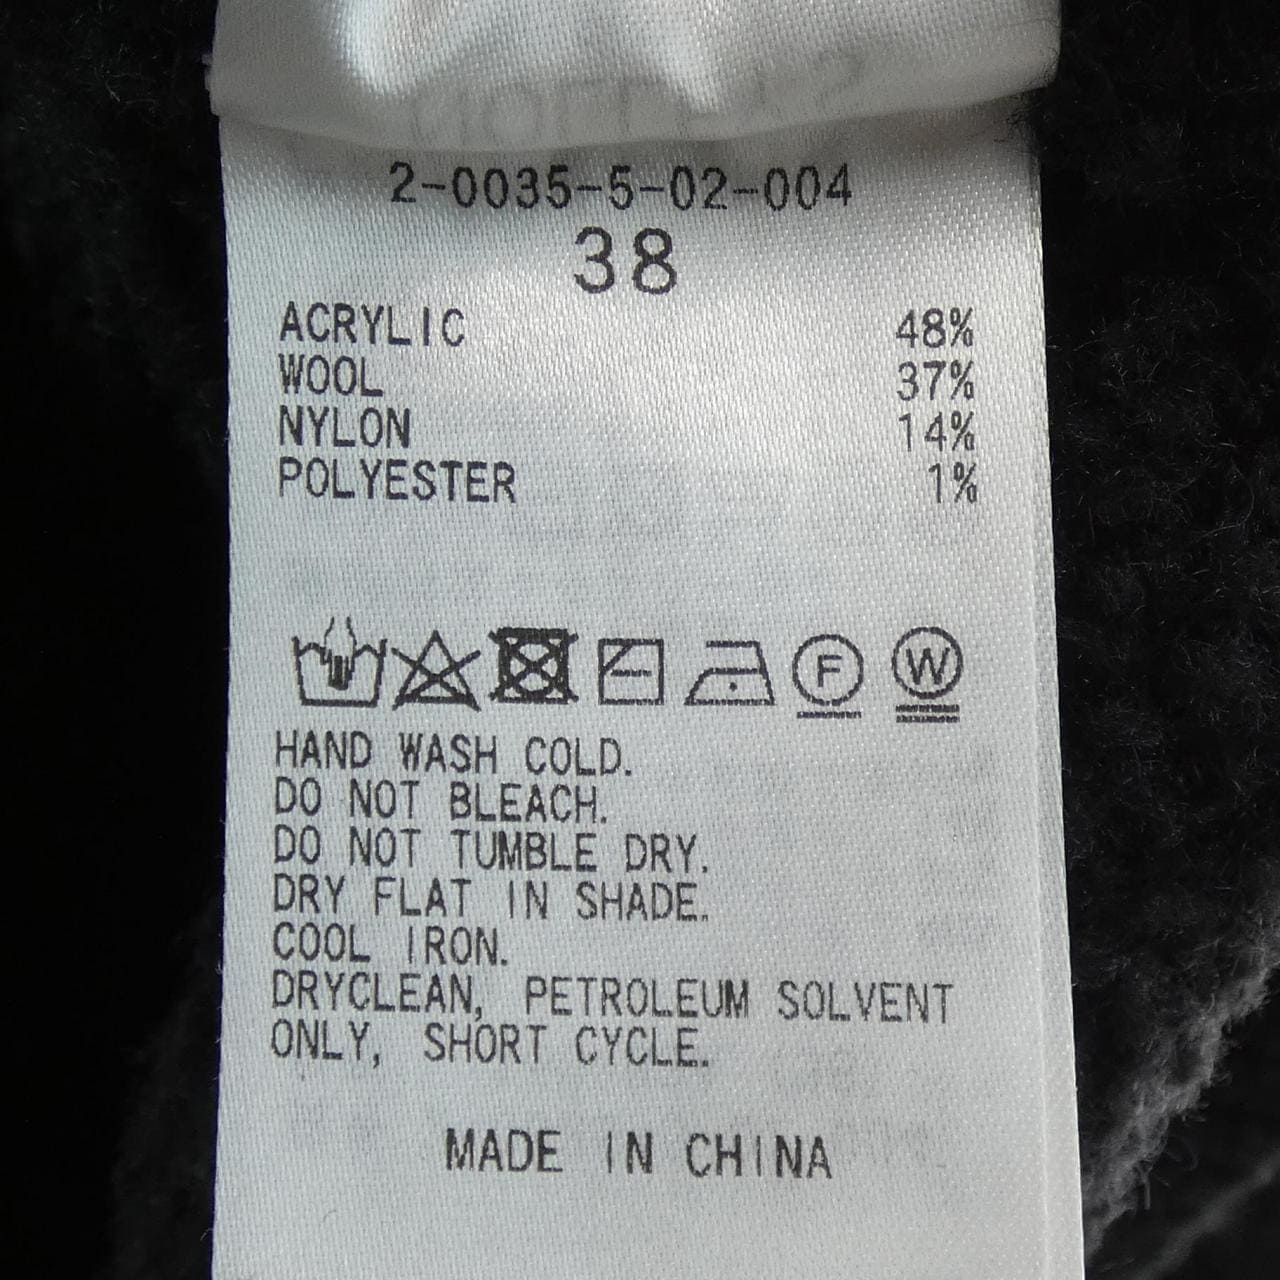 2-0035-5-02-004
38
ACRYLIC 48%
WOOL 37%
NYLON 14%
POLYESTER 1%
F W
HAND WASH COLD.
DO NOT BLEACH.
DO NOT TUMBLE DRY.
DRY FLAT IN SHADE.
COOL IRON.
DRYCLEAN, PETROLEUM SOLVENT
ONLY, SHORT CYCLE.
MADE IN CHINA